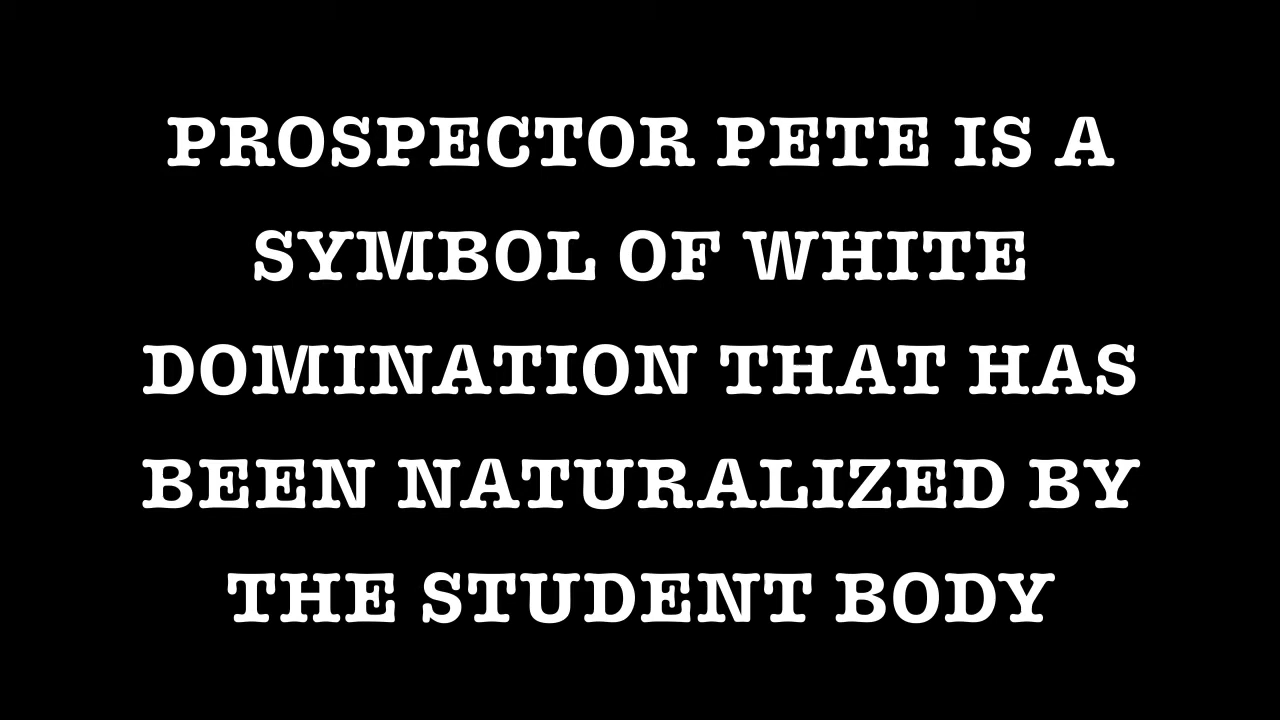 PROSPECTOR PETE IS A
SYMBOL OF WHITE
DOMINATION THAT HAS
BEEN NATURALIZED BY
THE STUDENT BODY